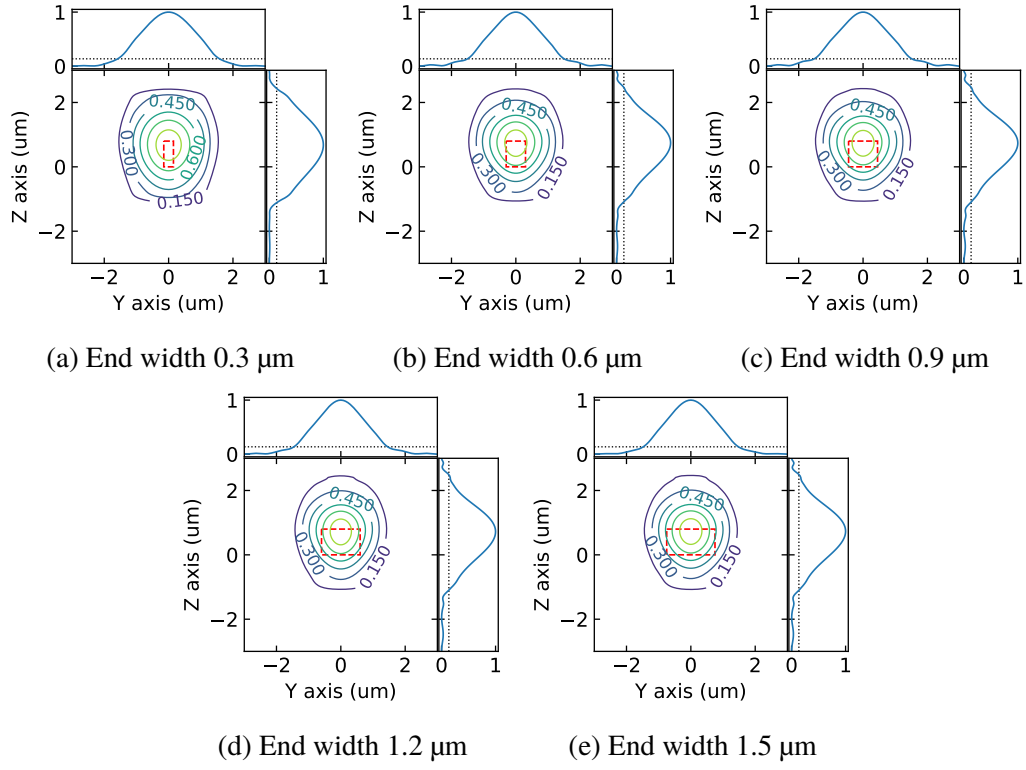 1
0
2
0
−2
Z axis (um)
0.450
0.300
0.600
0.150
−2 0 2 0 1
Y axis (um)
(a) End width 0.3 µm
1
0
2
0
−2
Z axis (um)
0.450
0.300
0.150
−2 0 2 0 1
Y axis (um)
(b) End width 0.6 µm
1
0
2
0
−2
Z axis (um)
0.450
0.300
0.150
−2 0 2 0 1
Y axis (um)
(c) End width 0.9 µm
1
0
2
0
−2
Z axis (um)
0.450
0.300
0.150
−2 0 2 0 1
Y axis (um)
(d) End width 1.2 µm
1
0
2
0
−2
Z axis (um)
0.450
0.300
0.150
−2 0 2 0 1
Y axis (um)
(e) End width 1.5 µm